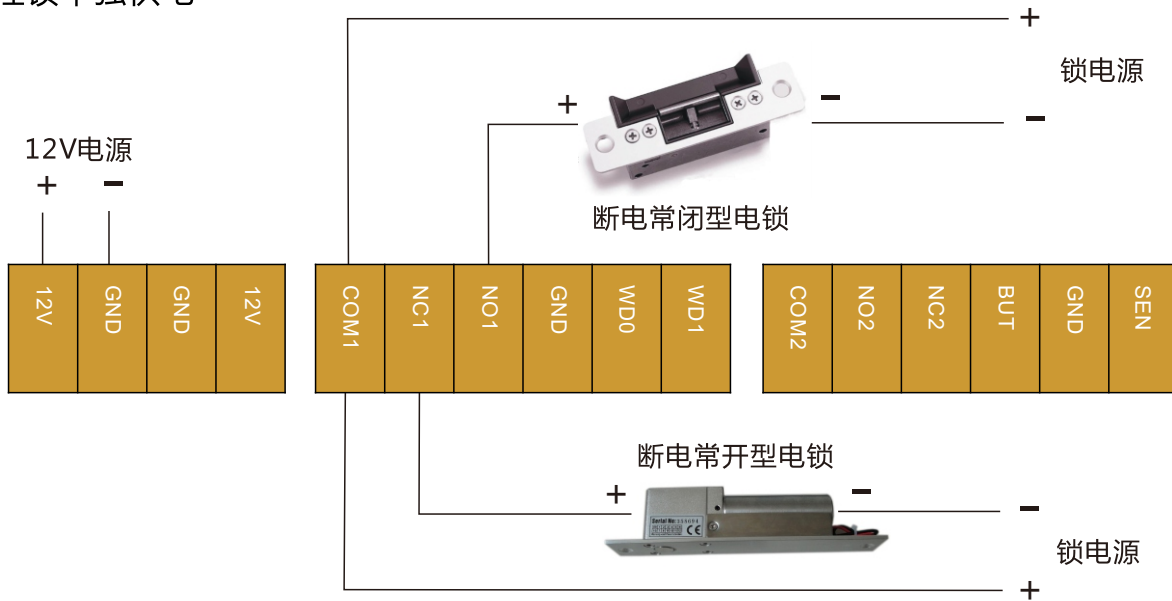 锁电源
12V电源
断电常闭型电锁
12V
GND
GND
12V
COM1
NC1
NO1
GND
WD0
WD1
COM2
NO2
NC2
BUT
GND
SEN
断电常开型电锁
锁电源